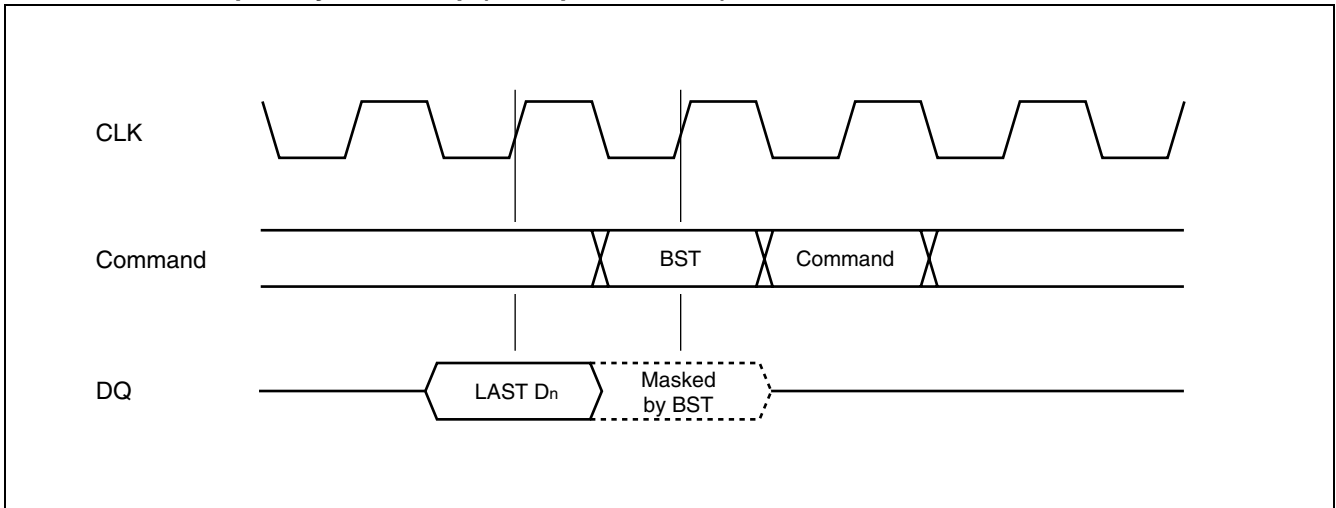 CLK
Command
BST
Command
DQ
LAST Dn
Masked
by BST